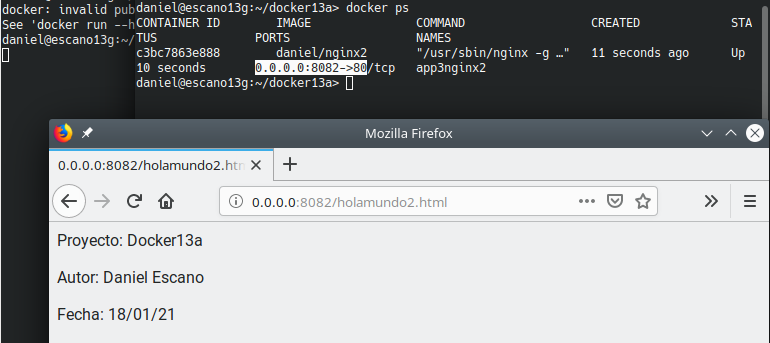 docker: invalid pub
See 'docker run --h
daniel@escano13g:~/
daniel@escano13g:~/docker13a> docker ps
CONTAINER ID IMAGE COMMAND CREATED STA
TUS PORTS NAMES
c3bc7863e888 daniel/nginx2 "/usr/sbin/nginx -g …" 11 seconds ago Up
10 seconds 0.0.0.0:8082->80/tcp app3nginx2
daniel@escano13g:~/docker13a>
Mozilla Firefox
0.0.0.0:8082/holamundo2.htm
0.0.0.0:8082/holamundo2.html
Proyecto: Docker13a
Autor: Daniel Escano
Fecha: 18/01/21